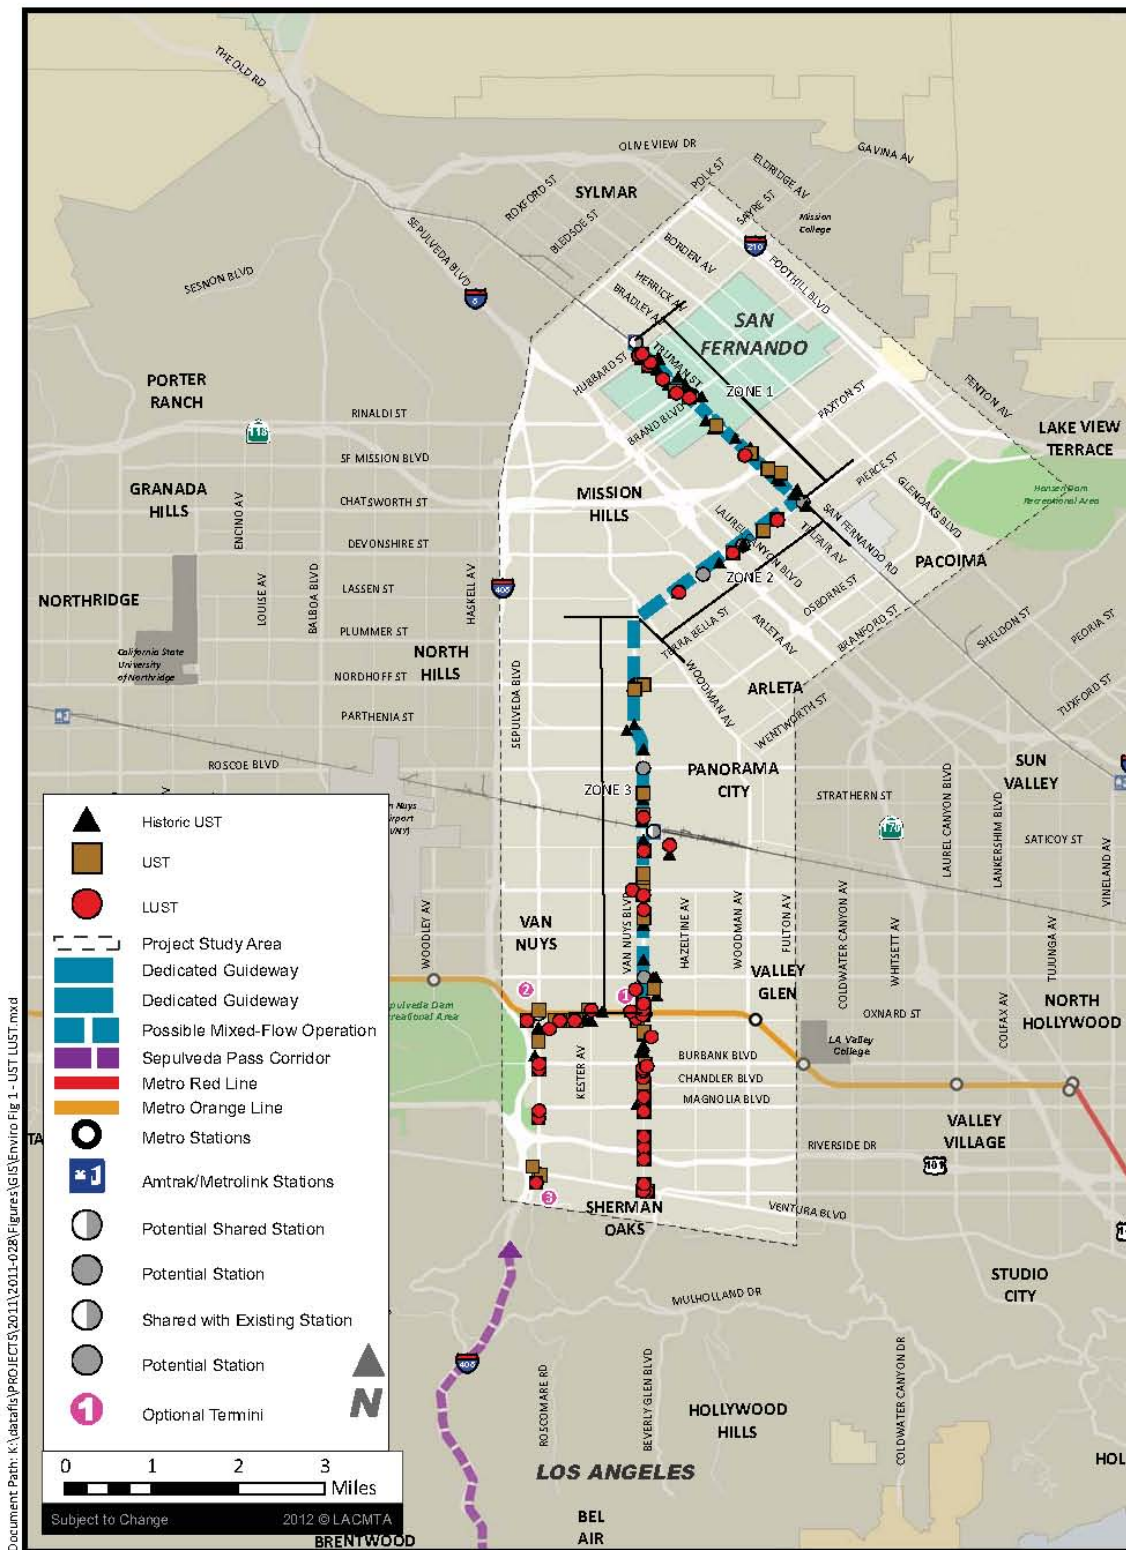 THE OLD RD
OLIVE VIEW DR
GAVINA AV
POLK ST
ELDRIDGE AV
ROXFORD ST
SYLMAR
SAYRE ST
BLEDSOE ST
Mission
College
SEPULVEDA BLVD
BORDEN AV
210
FOOTHILL BLVD
SESNON BLVD
HERRICK AV
BRADLEY AV
5
SAN
FERNANDO
TRUMAN ST
HUBBARD ST
PORTER
RANCH
ZONE 1
PAXTON ST
FENTON AV
RINALDI ST
BRAND BLVD
LAKE VIEW
TERRACE
118
SF MISSION BLVD
PIERCE ST
GLENOAKS BLVD
GRANADA
HILLS
MISSION
HILLS
Hansen Dam
Recreational Area
CHATSWORTH ST
ENCINO AV
LAUREL CANYON BLVD
SAN FERNANDO RD
TELFAIR AV
DEVONSHIRE ST
PACOIMA
ZONE 2
NORTHRIDGE
LASSEN ST
LOUISE AV
BALBOA BLVD
HASKELL AV
405
OSBORNE ST
BRANFORD ST
SHELDON ST
PEORIA ST
TERRA BELLA ST
ARLETA AV
PLUMMER ST
California State
University
of Northridge
NORTH
HILLS
NORDHOFF ST
SEPULVEDA BLVD
WOODMAN AV
ARLETA
TUXFORD ST
PARTHENIA ST
WENTWORTH ST
ROSCOE BLVD
PANORAMA
CITY
SUN
VALLEY
ZONE 3
STRATHERN ST
170
LAUREL CANYON BLVD
LANKERSHIM BLVD
SATICOY ST
VINELAND AV
WOODLEY AV
VAN
NUYS
VAN NUYS BLVD
HAZELTINE AV
WOODMAN AV
FULTON AV
COLDWATER CANYON AV
WHITSETT AV
TUJUNGA AV
VALLEY
GLEN
2
1
OXNARD ST
COLFAX AV
NORTH
HOLLYWOOD
LA Valley
College
KESTER AV
BURBANK BLVD
CHANDLER BLVD
MAGNOLIA BLVD
VALLEY
VILLAGE
RIVERSIDE DR
101
3
SHERMAN
OAKS
VENTURA BLVD
STUDIO
CITY
MULHOLLAND DR
405
ROSCOMARE RD
BEVERLY GLEN BLVD
COLDWATER CANYON DR
HOLLYWOOD
HILLS
LOS ANGELES
BEL
AIR
BRENTWOOD
Historic UST
UST
LUST
Project Study Area
Dedicated Guideway
Dedicated Guideway
Possible Mixed-Flow Operation
Sepulveda Pass Corridor
Metro Red Line
Metro Orange Line
Metro Stations
Amtrak/Metrolink Stations
Potential Shared Station
Potential Station
Shared with Existing Station
Potential Station
1 Optional Termini
N
0 1 2 3
Miles
Subject to Change 2012 © LACMTA
Document Path: K:\datafls\PROJECTS\2011\2011-028\Figures\GIS\Enviro Fig 1 - UST LUST.mxd